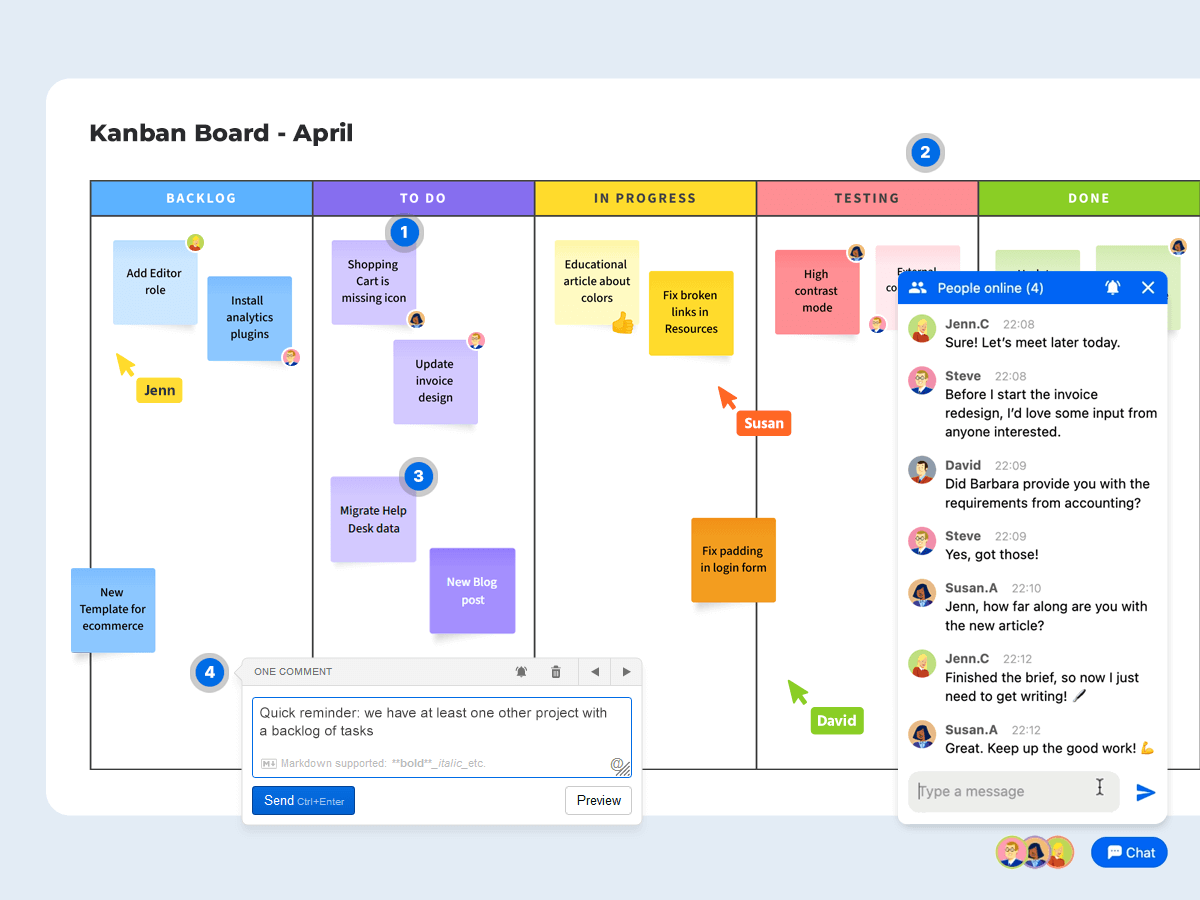 Kanban Board - April
2
BACKLOG
TO DO
IN PROGRESS
TESTING
DONE
Add Editor
role
Install
analytics
plugins
Jenn
New
Template for
ecommerce
1
Shopping
Cart is
missing icon
Update
invoice
design
3
Migrate Help
Desk data
New Blog
post
Educational
article about
colors
Fix broken
links in
Resources
Susan
Fix padding
in login form
High
contrast
mode
External
David
4
ONE COMMENT
Quick reminder: we have at least one other project with
a backlog of tasks
M Markdown supported: **bold**_italic_etc.
@
Send Ctrl+Enter
Preview
People online (4)
Jenn.C 22:08
Sure! Let’s meet later today.
Steve 22:08
Before I start the invoice
redesign, I’d love some input from
anyone interested.
David 22:09
Did Barbara provide you with the
requirements from accounting?
Steve 22:09
Yes, got those!
Susan.A 22:10
Jenn, how far along are you with
the new article?
Jenn.C 22:12
Finished the brief, so now I just
need to get writing! 🖋️
Susan.A 22:12
Great. Keep up the good work! 💪
Type a message
Chat